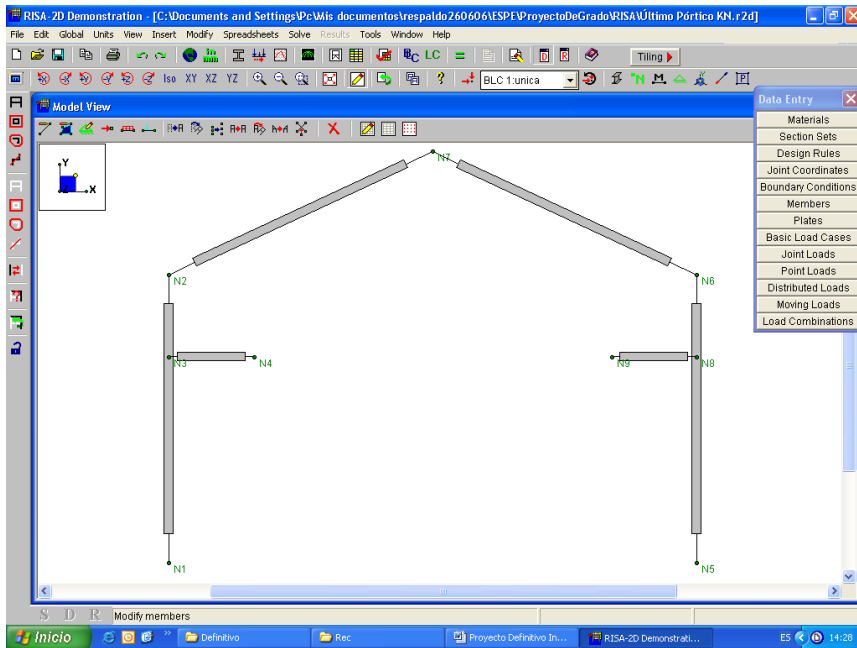 RISA-2D Demonstration - [C:\Documents and Settings\Pc\Mis documentos\respaldo260606\ESPE\ProyectoDeGrado\RISA\Último Pórtico KN.r2d]
File Edit Global Units View Insert Modify Spreadsheets Solve Results Tools Window Help
BC LC = D R Tiling
Iso XY XZ YZ ? BLC 1:unica N M P
Model View
Data Entry
Materials
Section Sets
Design Rules
Joint Coordinates
Boundary Conditions
Members
Plates
Basic Load Cases
Joint Loads
Point Loads
Distributed Loads
Moving Loads
Load Combinations
Y
X
N7
N2
N6
N3
N4
N9
N8
N1
N5
S D R Modify members
Inicio Definitivo Rec Proyecto Definitivo In... RISA-2D Demonstrati... ES 14:28